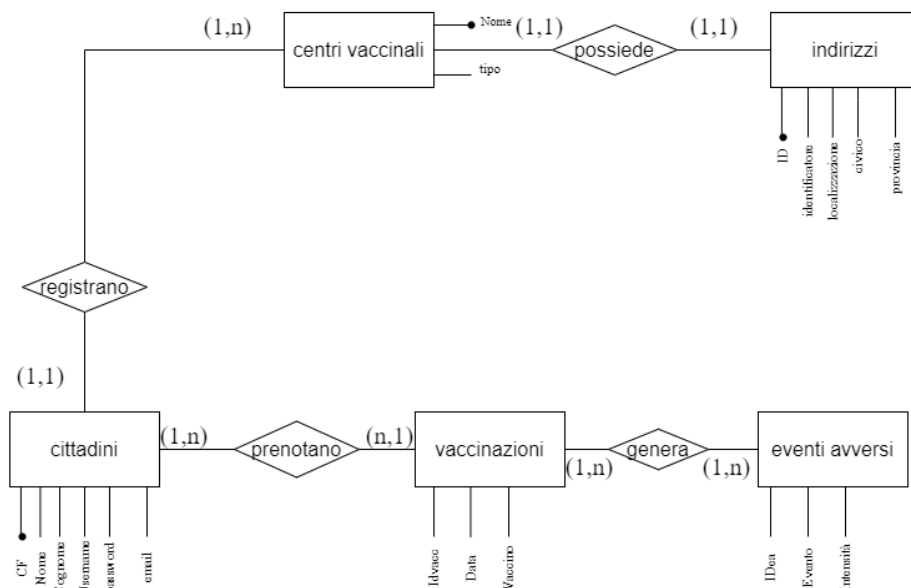 (1,n)
centri vaccinali
Nome
(1,1)
tipo
possiede
(1,1)
indirizzi
ID
identificatore
localizzazione
civico
provincia
registrano
(1,1)
cittadini
(1,n)
prenotano
(n,1)
vaccinazioni
(1,n)
genera
(1,n)
eventi avversi
CF
Nome
email
Idvacc
Data
Vaccino
IDea
Evento